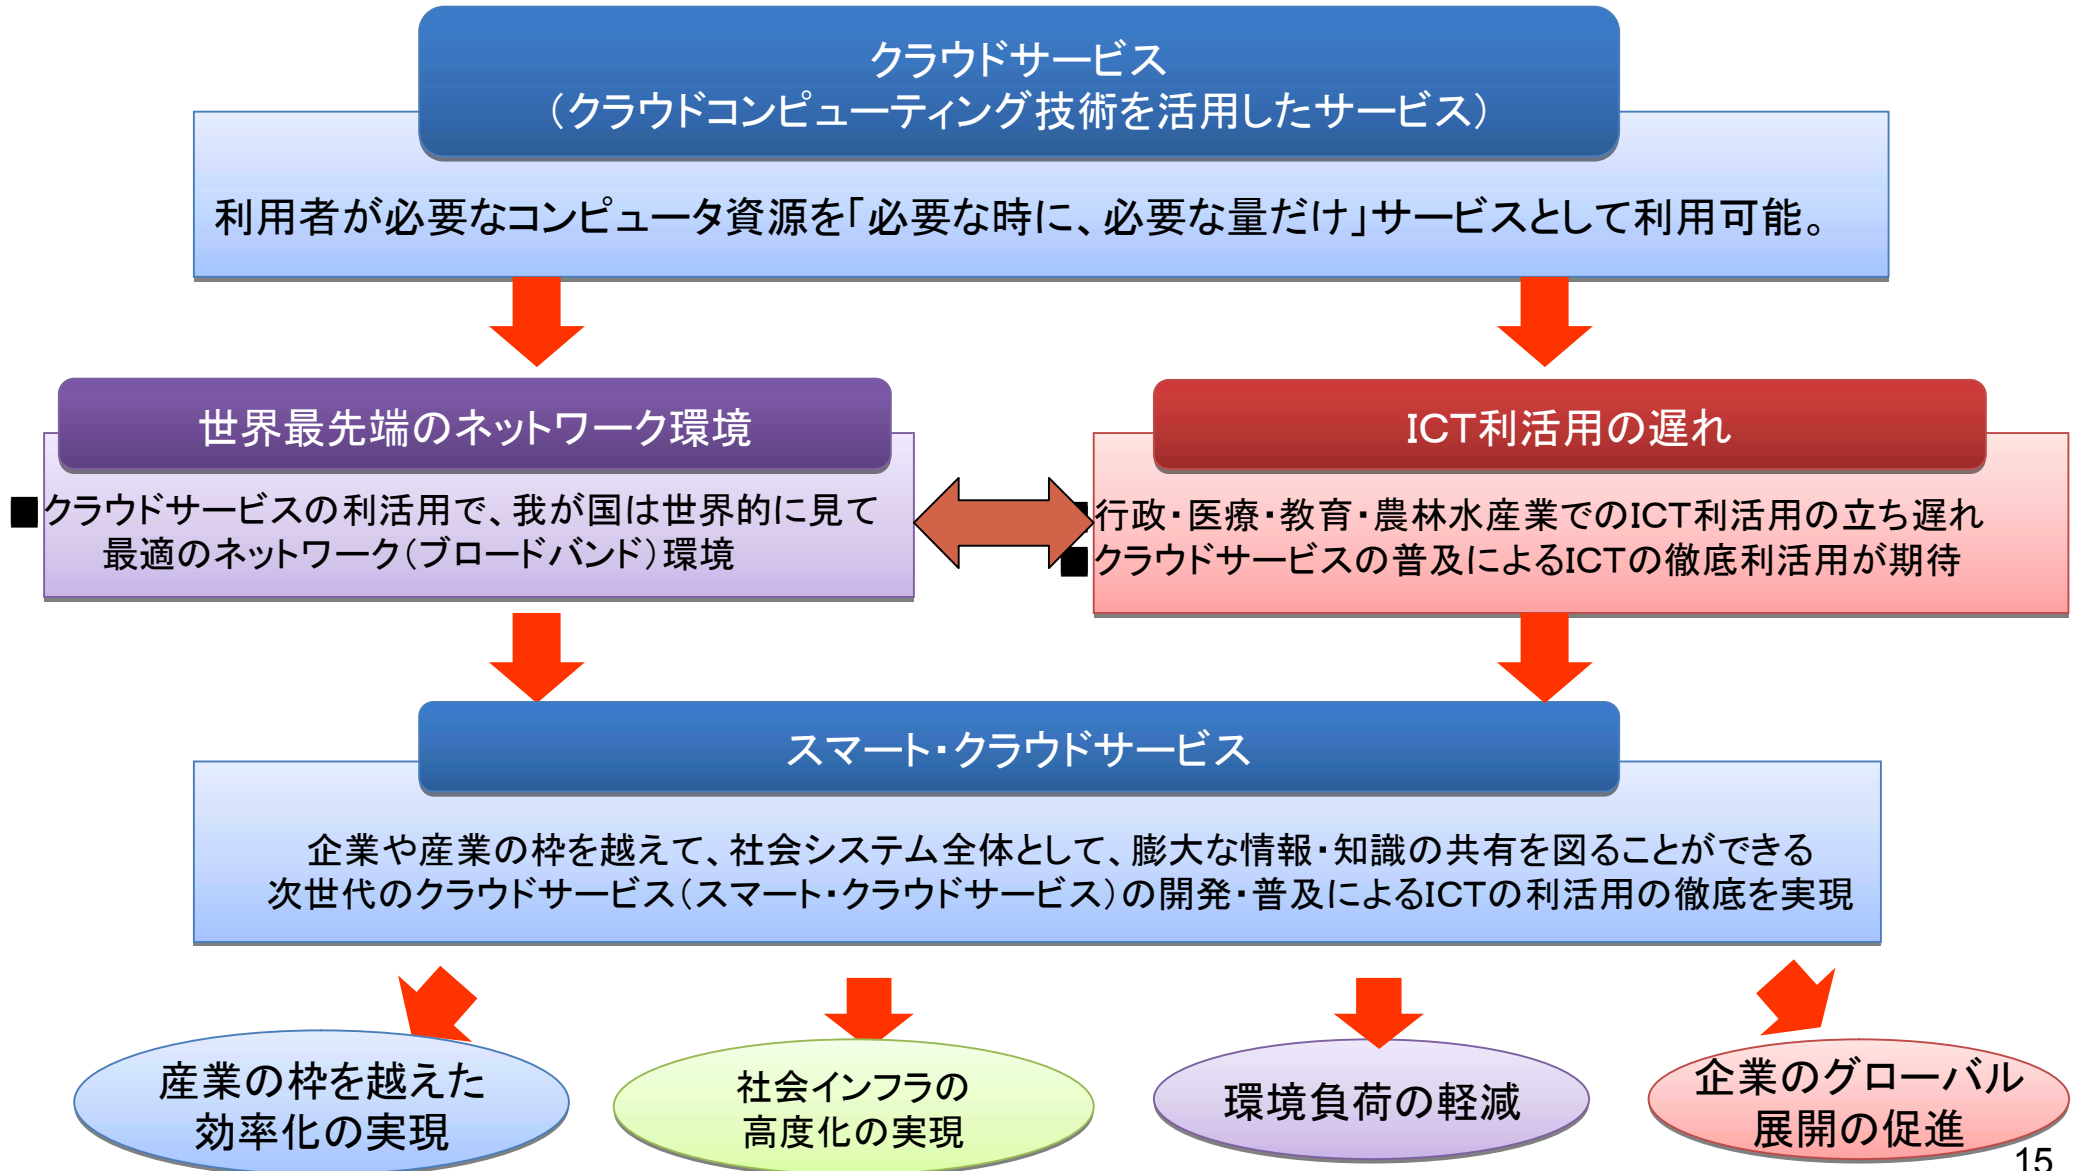 クラウドサービス
（クラウドコンピューティング技術を活用したサービス）
利用者が必要なコンピュータ資源を「必要な時に、必要な量だけ」サービスとして利用可能。
世界最先端のネットワーク環境
■クラウドサービスの利活用で、我が国は世界的に見て
最適のネットワーク（ブロードバンド）環境
ICT利活用の遅れ
■行政・医療・教育・農林水産業でのICT利活用の立ち遅れ
■クラウドサービスの普及によるICTの徹底利活用が期待
スマート・クラウドサービス
企業や産業の枠を越えて、社会システム全体として、膨大な情報・知識の共有を図ることができる
次世代のクラウドサービス（スマート・クラウドサービス）の開発・普及によるICTの利活用の徹底を実現
産業の枠を越えた
効率化の実現
社会インフラの
高度化の実現
環境負荷の軽減
企業のグローバル
展開の促進
15